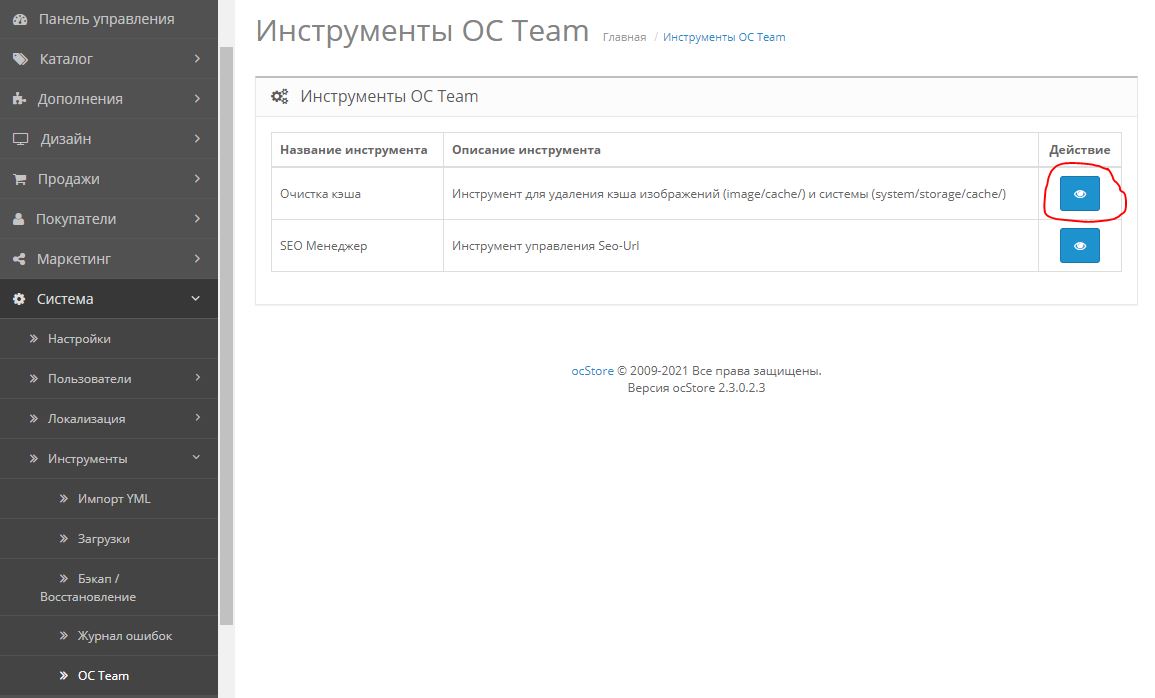 Панель управления
Каталог
Дополнения
Дизайн
Продажи
Покупатели
Маркетинг
Система
Настройки
Пользователи
Локализация
Инструменты
Импорт YML
Загрузки
Бэкап /
Восстановление
Журнал ошибок
OC Team
Инструменты OC Team Главная / Инструменты OC Team
Инструменты OC Team
Название инструмента Описание инструмента Действие
Очистка кэша Инструмент для удаления кэша изображений (image/cache/) и системы (system/storage/cache/)
SEO Менеджер Инструмент управления Seo-Url
ocStore © 2009-2021 Все права защищены.
Версия ocStore 2.3.0.2.3